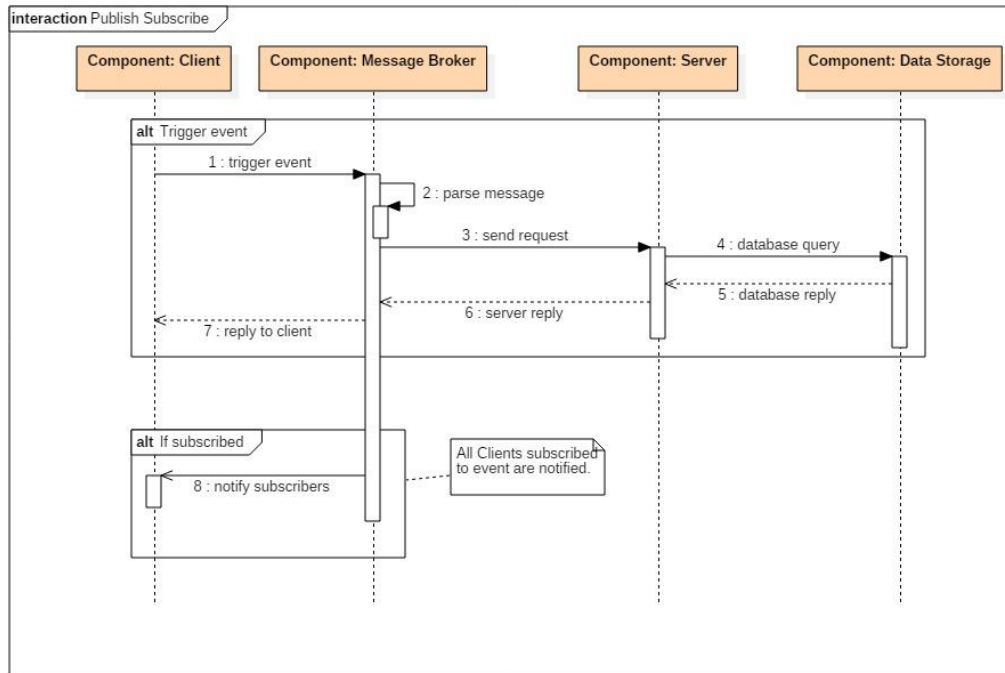 interaction Publish Subscribe
Component: Client
Component: Message Broker
Component: Server
Component: Data Storage
alt Trigger event
1 : trigger event
2 : parse message
3 : send request
4 : database query
5 : database reply
6 : server reply
7 : reply to client
alt If subscribed
All Clients subscribed
to event are notified.
8 : notify subscribers